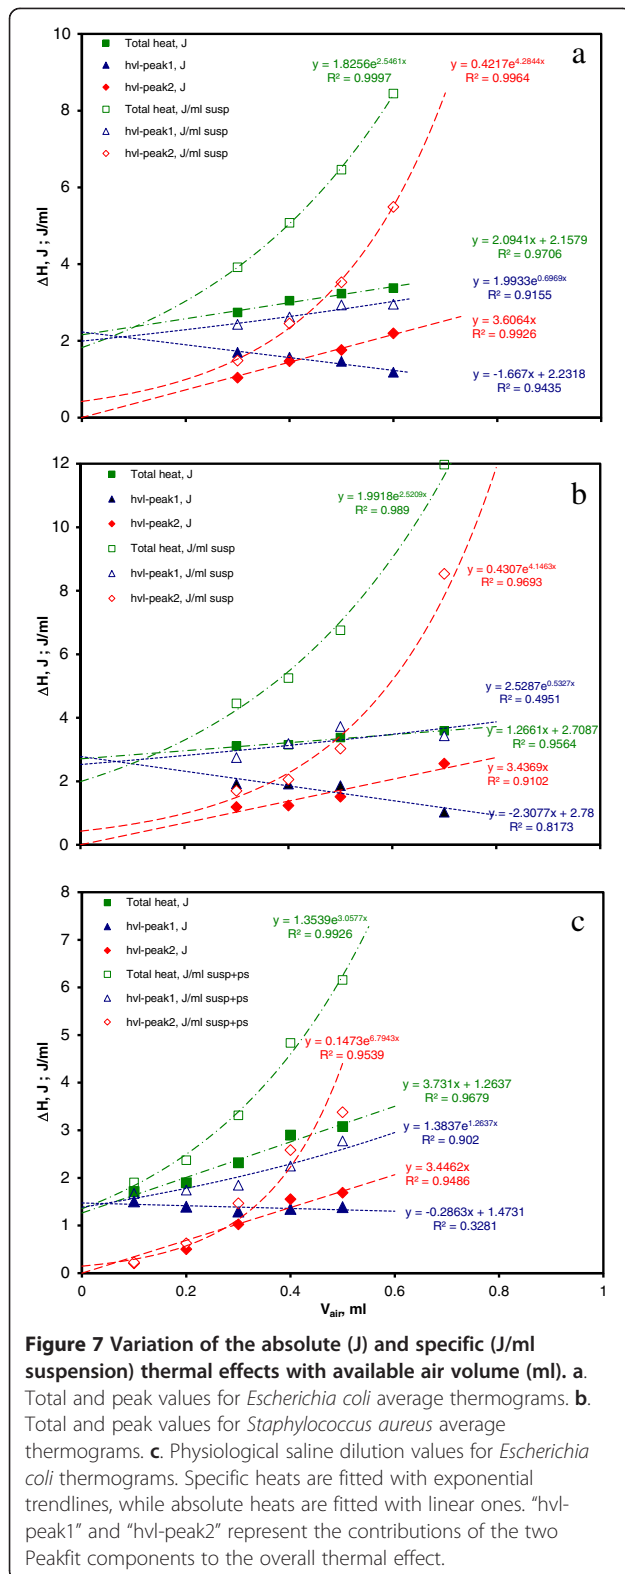 a
10
8
6
4
2
0
ΔH, J ; J/ml
Total heat, J
hvl-peak1, J
hvl-peak2, J
Total heat, J/ml susp
hvl-peak1, J/ml susp
hvl-peak2, J/ml susp
y = 1.8256e^2.5461x
R² = 0.9997
y = 0.4217e^4.2844x
R² = 0.9964
y = 2.0941x + 2.1579
R² = 0.9706
y = 1.9933e^0.6969x
R² = 0.9155
y = 3.6064x
R² = 0.9926
y = -1.667x + 2.2318
R² = 0.9435
b
12
10
8
6
4
2
0
ΔH, J ; J/ml
Total heat, J
hvl-peak1, J
hvl-peak2, J
Total heat, J/ml susp
hvl-peak1, J/ml susp
hvl-peak2, J/ml susp
y = 1.9918e^2.5209x
R² = 0.989
y = 0.4307e^4.1463x
R² = 0.9693
y = 2.5287e^0.5327x
R² = 0.4951
y = 1.2661x + 2.7087
R² = 0.9564
y = 3.4369x
R² = 0.9102
y = -2.3077x + 2.78
R² = 0.8173
c
8
7
6
5
4
3
2
1
0
ΔH, J ; J/ml
Total heat, J
hvl-peak1, J
hvl-peak2, J
Total heat, J/ml susp+ps
hvl-peak1, J/ml susp+ps
hvl-peak2, J/ml susp+ps
y = 1.3539e^3.0577x
R² = 0.9926
y = 0.1473e^6.7943x
R² = 0.9539
y = 3.731x + 1.2637
R² = 0.9679
y = 1.3837e^1.2637x
R² = 0.902
y = 3.4462x
R² = 0.9486
y = -0.2863x + 1.4731
R² = 0.3281
0 0.2 0.4 0.6 0.8 1
Vair, ml
Figure 7 Variation of the absolute (J) and specific (J/ml
suspension) thermal effects with available air volume (ml). a.
Total and peak values for Escherichia coli average thermograms. b.
Total and peak values for Staphylococcus aureus average
thermograms. c. Physiological saline dilution values for Escherichia
coli thermograms. Specific heats are fitted with exponential
trendlines, while absolute heats are fitted with linear ones. "hvl-
peak1" and "hvl-peak2" represent the contributions of the two
Peakfit components to the overall thermal effect.